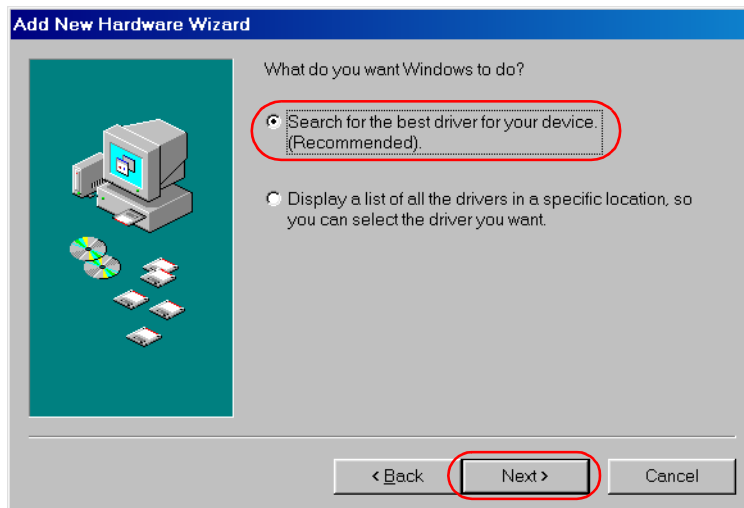 Add New Hardware Wizard
What do you want Windows to do?
Search for the best driver for your device.
(Recommended).
Display a list of all the drivers in a specific location, so
you can select the driver you want.
< Back
Next >
Cancel